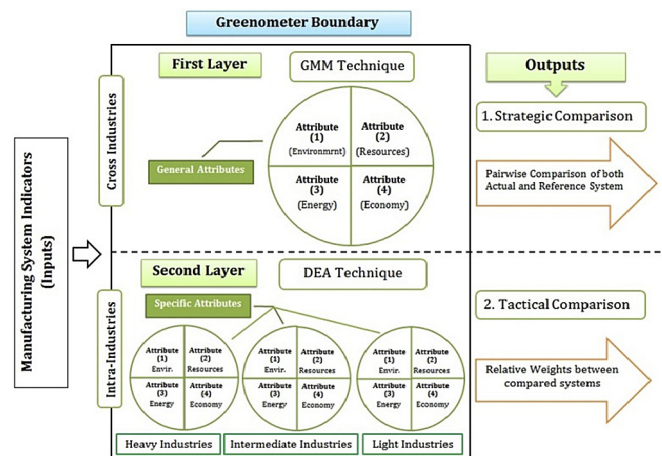 Greenometer Boundary
First Layer
GMM Technique
Outputs
Cross Industries
Attribute
(1)
(Environmrnt)
Attribute
(2)
(Resources)
General Attributes
Attribute
(3)
(Energy)
Attribute
(4)
(Economy)
1. Strategic Comparison
Pairwise Comparison of both
Actual and Reference System
Manufacturing System Indicators
(Inputs)
Second Layer
DEA Technique
Intra-Industries
Specific Attributes
2. Tactical Comparison
Attribute
(1)
Envir.
Attribute
(2)
Resources
Attribute
(3)
Energy
Attribute
(4)
Economy
Attribute
(1)
Envir.
Attribute
(2)
Resources
Attribute
(3)
Energy
Attribute
(4)
Economy
Attribute
(1)
Envir.
Attribute
(2)
Resources
Attribute
(3)
Energy
Attribute
(4)
Economy
Relative Weights between
compared systems
Heavy Industries
Intermediate Industries
Light Industries